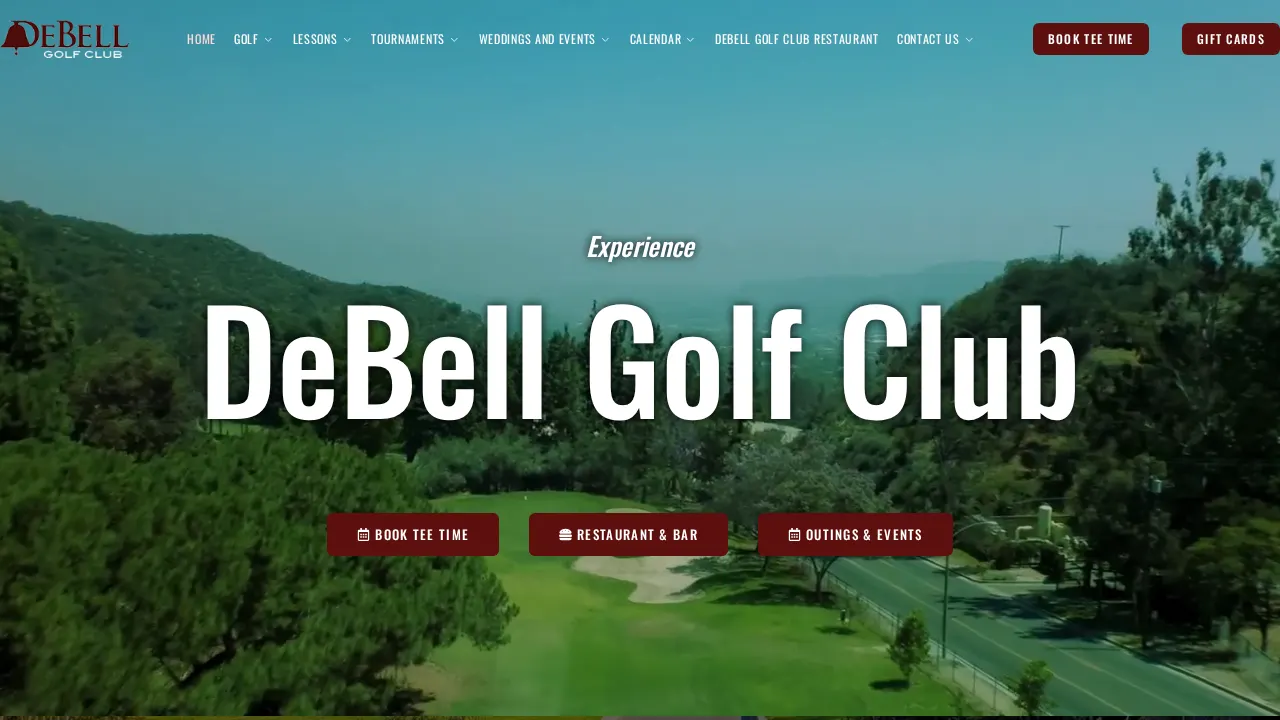 DEBELL
GOLF CLUB
HOME
GOLF
LESSONS
TOURNAMENTS
WEDDINGS AND EVENTS
CALENDAR
DEBELL GOLF CLUB RESTAURANT
CONTACT US
BOOK TEE TIME
GIFT CARDS
Experience
DeBell Golf Club
BOOK TEE TIME
RESTAURANT & BAR
OUTINGS & EVENTS